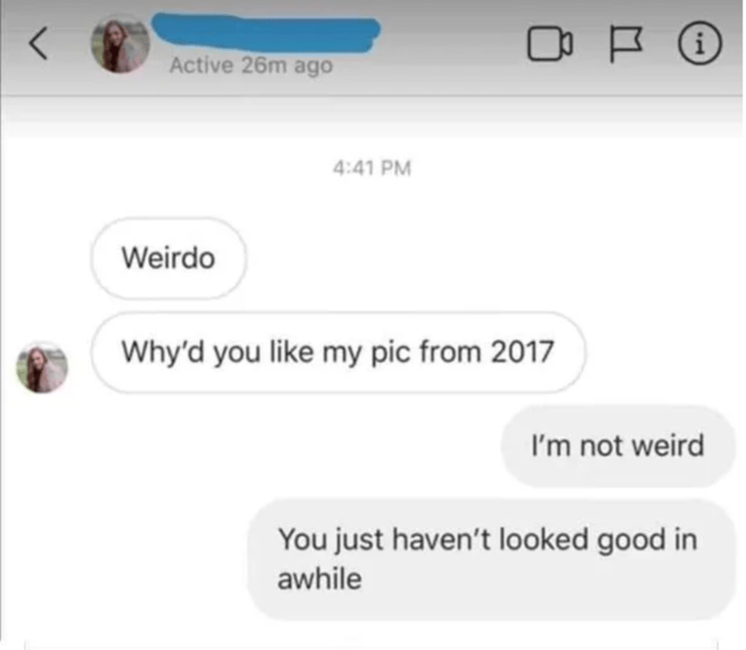 Active 26m ago
4:41 PM
Weirdo
Why'd you like my pic from 2017
I'm not weird
You just haven't looked good in
awhile